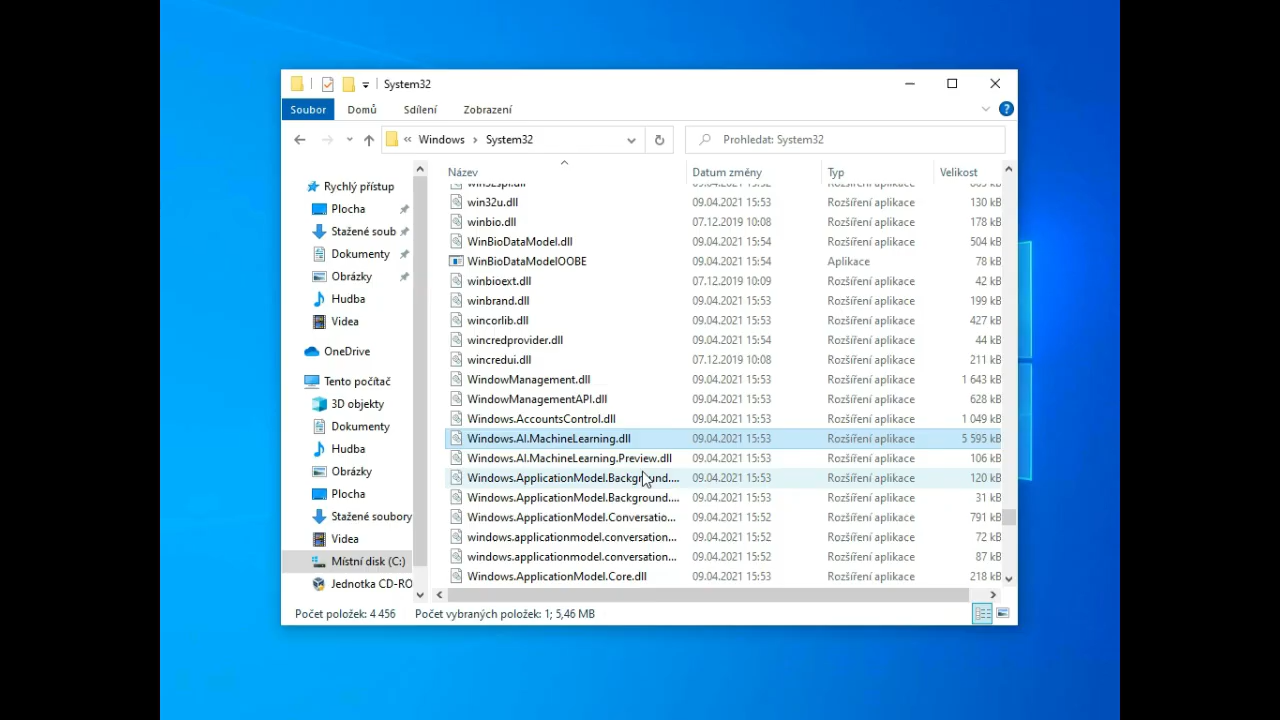 System32
Soubor Domů Sdílení Zobrazení
Windows System32 Prohledat: System32
Rychlý přístup
Plocha
Stažené soub
Dokumenty
Obrázky
Hudba
Videa
OneDrive
Tento počítač
3D objekty
Dokumenty
Hudba
Obrázky
Plocha
Stažené soubory
Videa
Místní disk (C:)
Jednotka CD-RO
Název Datum změny Typ Velikost
win32u.dll 09.04.2021 15:53 Rozšíření aplikace 130 kB
winbio.dll 07.12.2019 10:08 Rozšíření aplikace 178 kB
WinBioDataModel.dll 09.04.2021 15:54 Rozšíření aplikace 504 kB
WinBioDataModelOOBE 09.04.2021 15:54 Aplikace 78 kB
winbioext.dll 07.12.2019 10:09 Rozšíření aplikace 42 kB
winbrand.dll 09.04.2021 15:53 Rozšíření aplikace 199 kB
wincorlib.dll 09.04.2021 15:53 Rozšíření aplikace 427 kB
wincredprovider.dll 09.04.2021 15:54 Rozšíření aplikace 44 kB
wincredui.dll 07.12.2019 10:08 Rozšíření aplikace 211 kB
WindowManagement.dll 09.04.2021 15:53 Rozšíření aplikace 1 643 kB
WindowManagementAPI.dll 09.04.2021 15:53 Rozšíření aplikace 628 kB
Windows.AccountsControl.dll 09.04.2021 15:53 Rozšíření aplikace 1 049 kB
Windows.AI.MachineLearning.dll 09.04.2021 15:53 Rozšíření aplikace 5 595 kB
Windows.AI.MachineLearning.Preview.dll 09.04.2021 15:53 Rozšíření aplikace 106 kB
Windows.ApplicationModel.Background.... 09.04.2021 15:53 Rozšíření aplikace 120 kB
Windows.ApplicationModel.Background.... 09.04.2021 15:53 Rozšíření aplikace 31 kB
Windows.ApplicationModel.Conversatio... 09.04.2021 15:52 Rozšíření aplikace 791 kB
windows.applicationmodel.conversation... 09.04.2021 15:52 Rozšíření aplikace 72 kB
windows.applicationmodel.conversation... 09.04.2021 15:52 Rozšíření aplikace 87 kB
Windows.ApplicationModel.Core.dll 09.04.2021 15:53 Rozšíření aplikace 218 kB
Počet položek: 4 456 Počet vybraných položek: 1; 5,46 MB